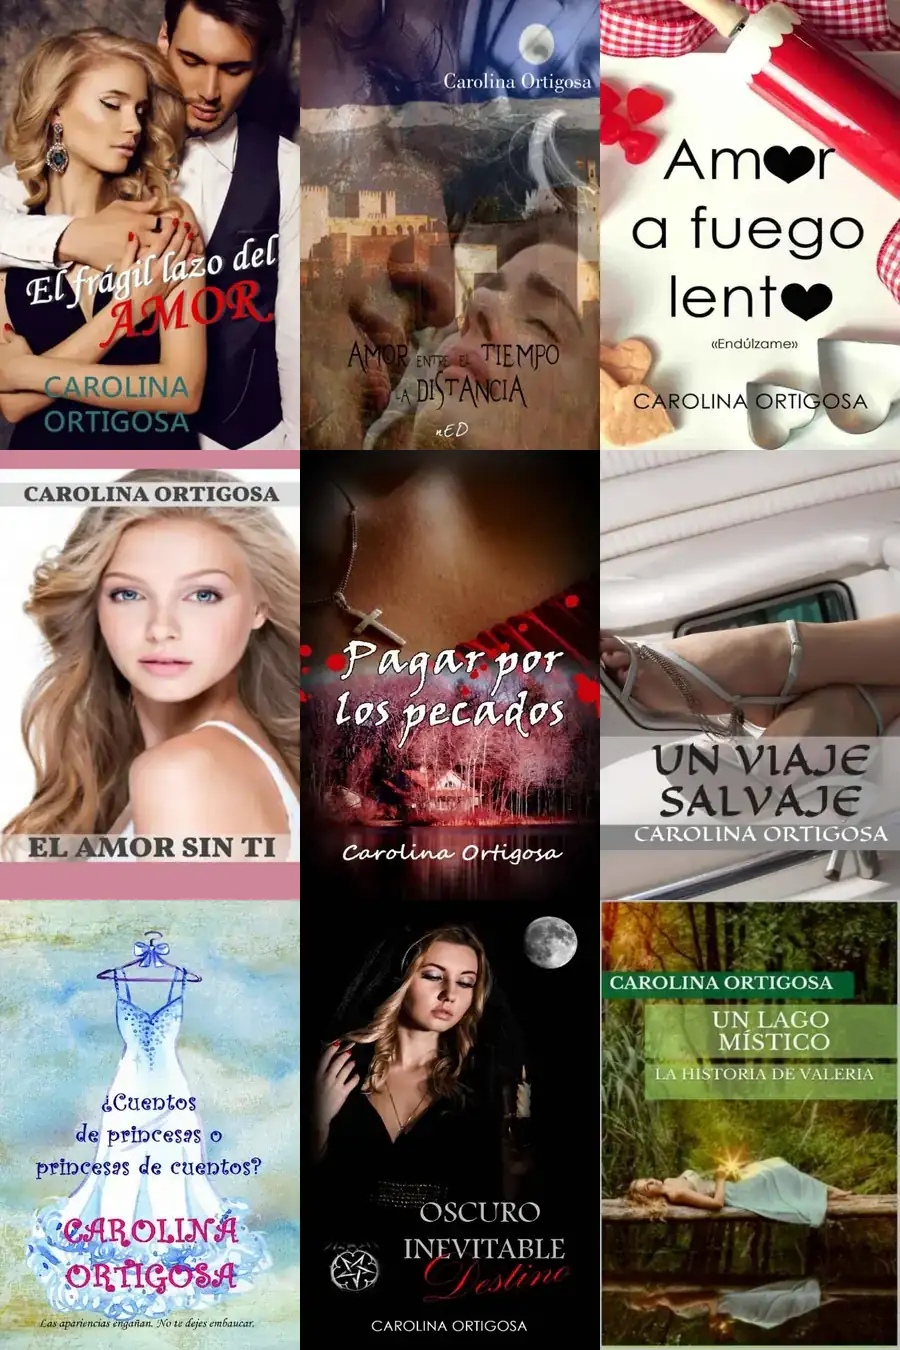 El frágil lazo del
AMOR
CAROLINA
ORTIGOSA
Carolina Ortigosa
AMOR ENTRE EL TIEMPO
LA DISTANCIA
nED
Amor
a fuego
lento
«Endúlzame»
CAROLINA ORTIGOSA
CAROLINA ORTIGOSA
EL AMOR SIN TI
Pagar por
los pecados
Carolina Ortigosa
UN VIAJE
SALVAJE
CAROLINA ORTIGOSA
¿Cuentos
de princesas o
princesas de cuentos?
CAROLINA
ORTIGOSA
Las apariencias engañan. No te dejes embaucar.
OSCURO
INEVITABLE
Destino
CAROLINA ORTIGOSA
CAROLINA ORTIGOSA
UN LAGO
MÍSTICO
LA HISTORIA DE VALERIA